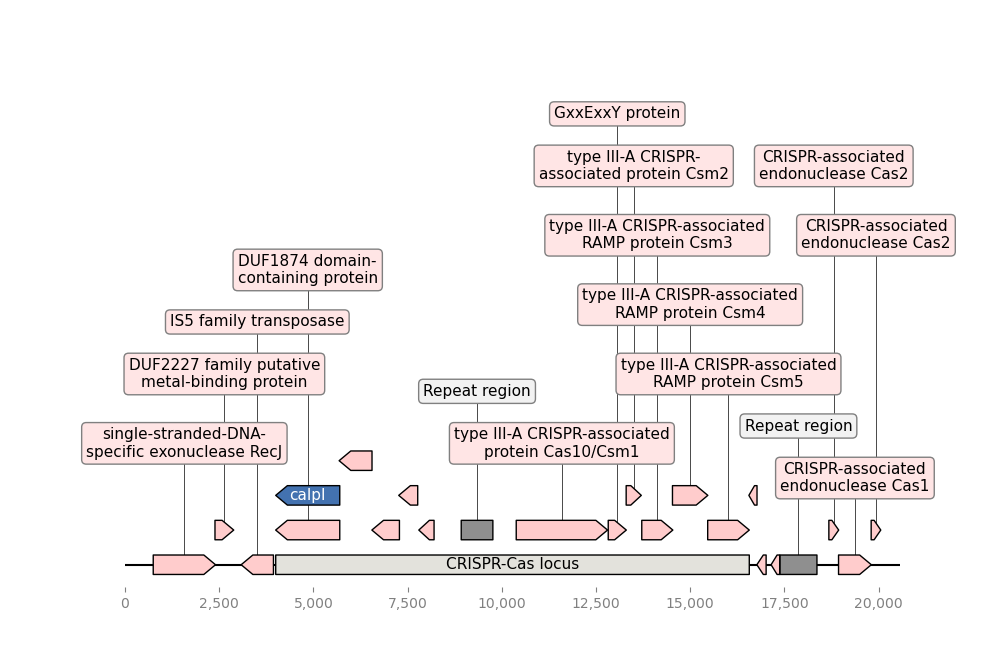 GxxExxY protein
type III-A CRISPR-
associated protein Csm2
CRISPR-associated
endonuclease Cas2
type III-A CRISPR-associated
RAMP protein Csm3
CRISPR-associated
endonuclease Cas2
DUF1874 domain-
containing protein
type III-A CRISPR-associated
RAMP protein Csm4
IS5 family transposase
DUF2227 family putative
metal-binding protein
type III-A CRISPR-associated
RAMP protein Csm5
Repeat region
Repeat region
single-stranded-DNA-
specific exonuclease RecJ
type III-A CRISPR-associated
protein Cas10/Csm1
CRISPR-associated
endonuclease Cas1
calpl
CRISPR-Cas locus
0 2,500 5,000 7,500 10,000 12,500 15,000 17,500 20,000